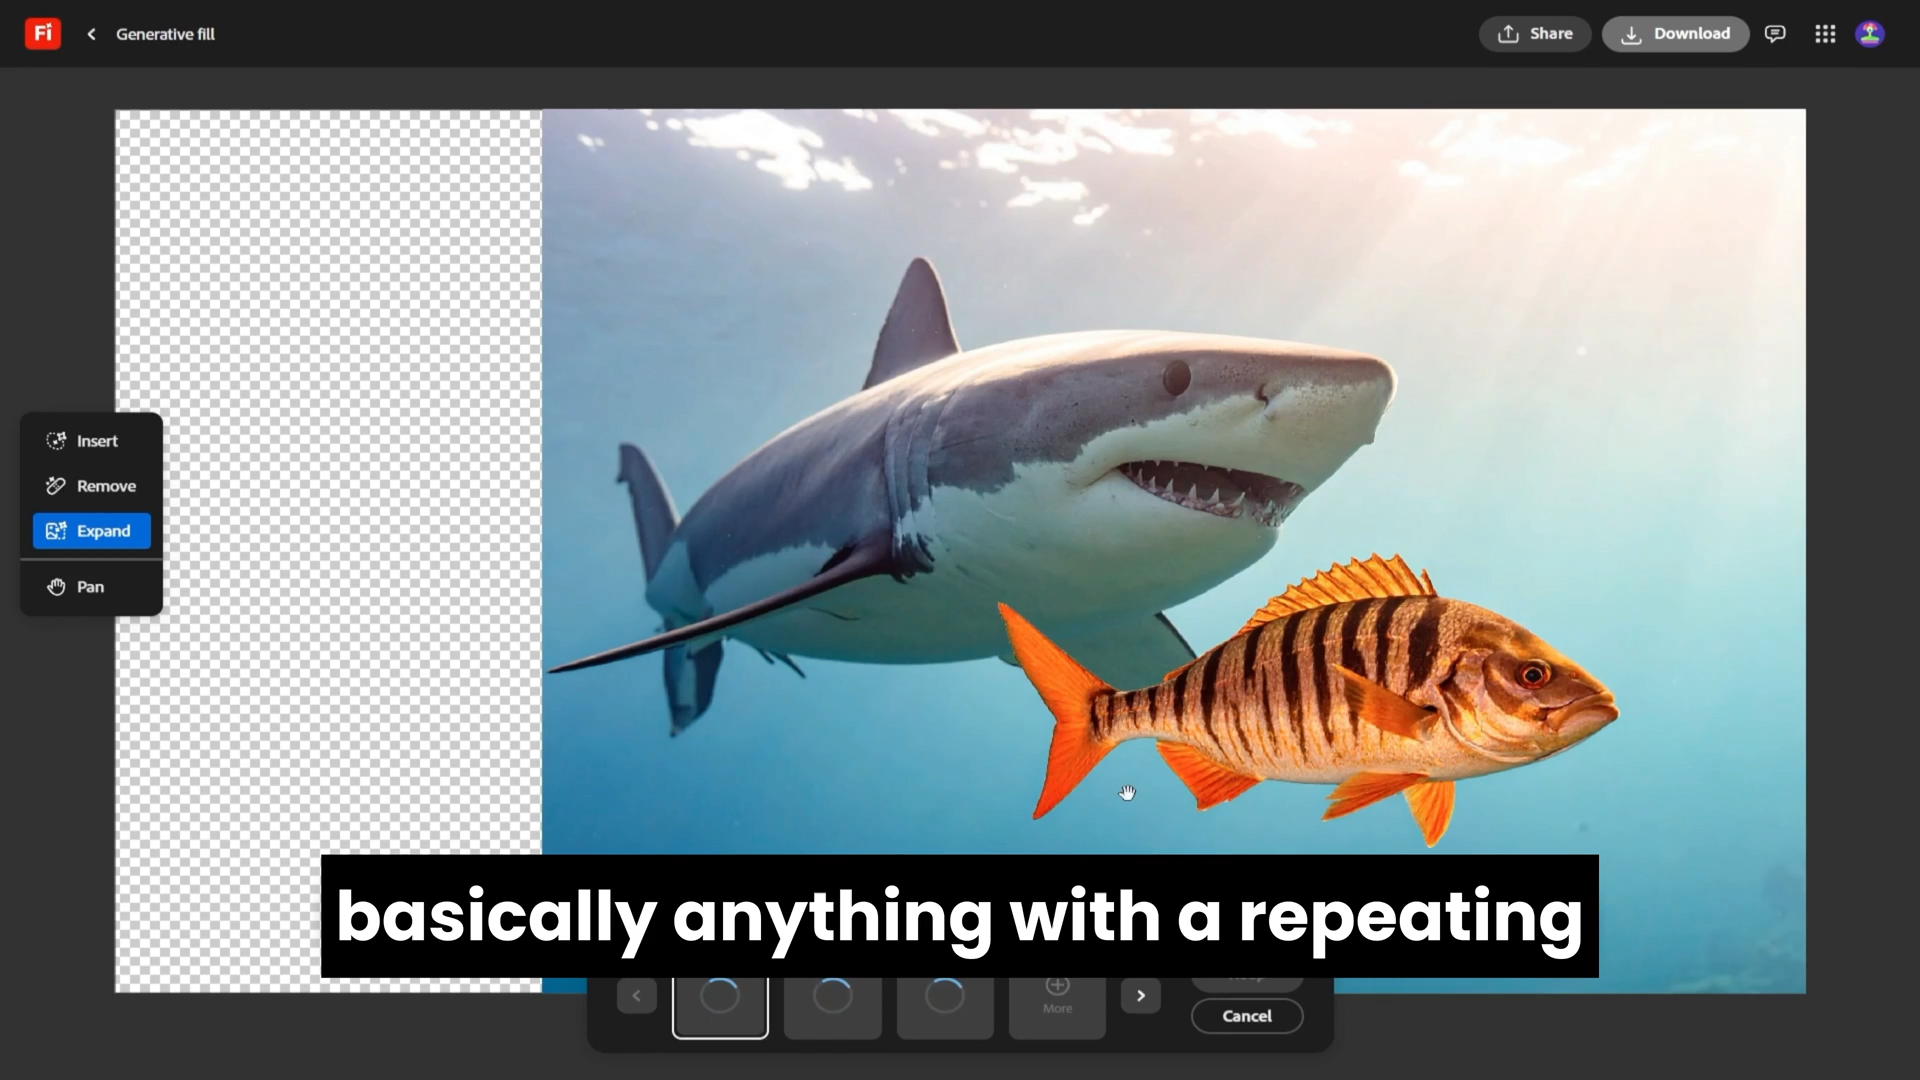 Fi
Generative fill
Share
Download
Insert
Remove
Expand
Pan
basically anything with a repeating
More
Cancel